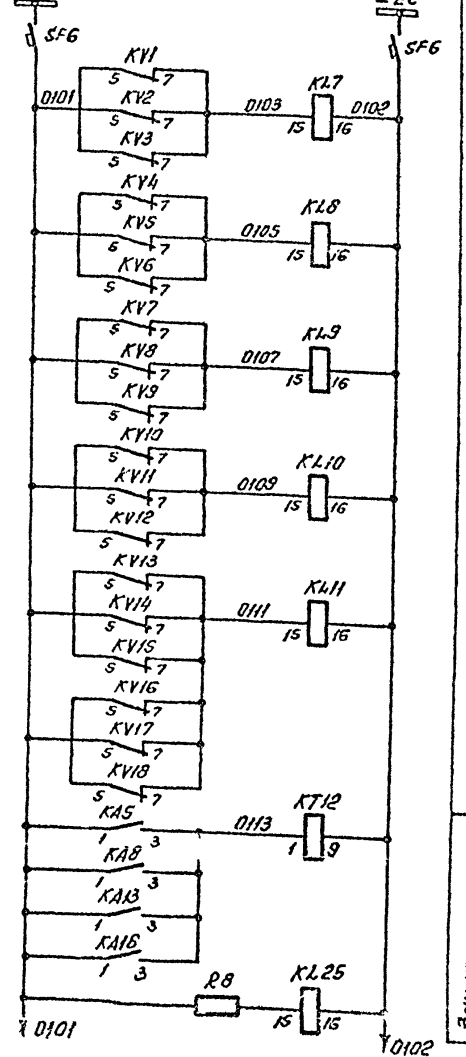 SF6 SF6
KV1
5 7
0101 KV2 0103 KL7 0102
5 7 15 16
KV3
5 7
KV4
5 7
KV5 0105 KL8
5 7 15 16
KV6
5 7
KV7
5 7
KV8 0107 KL9
5 7 15 16
KV9
5 7
KV10
5 7
KV11 0109 KL10
5 7 15 16
KV12
5 7
KV13
5 7
KV14 0111 KL11
5 7 15 16
KV15
5 7
KV16
5 7
KV17
5 7
KV18
5 7
KA5 0113 KT12
1 3 1 9
KA8
1 3
KA13
1 3
KA16
1 3
R8 KL25
15 16
0101 0102